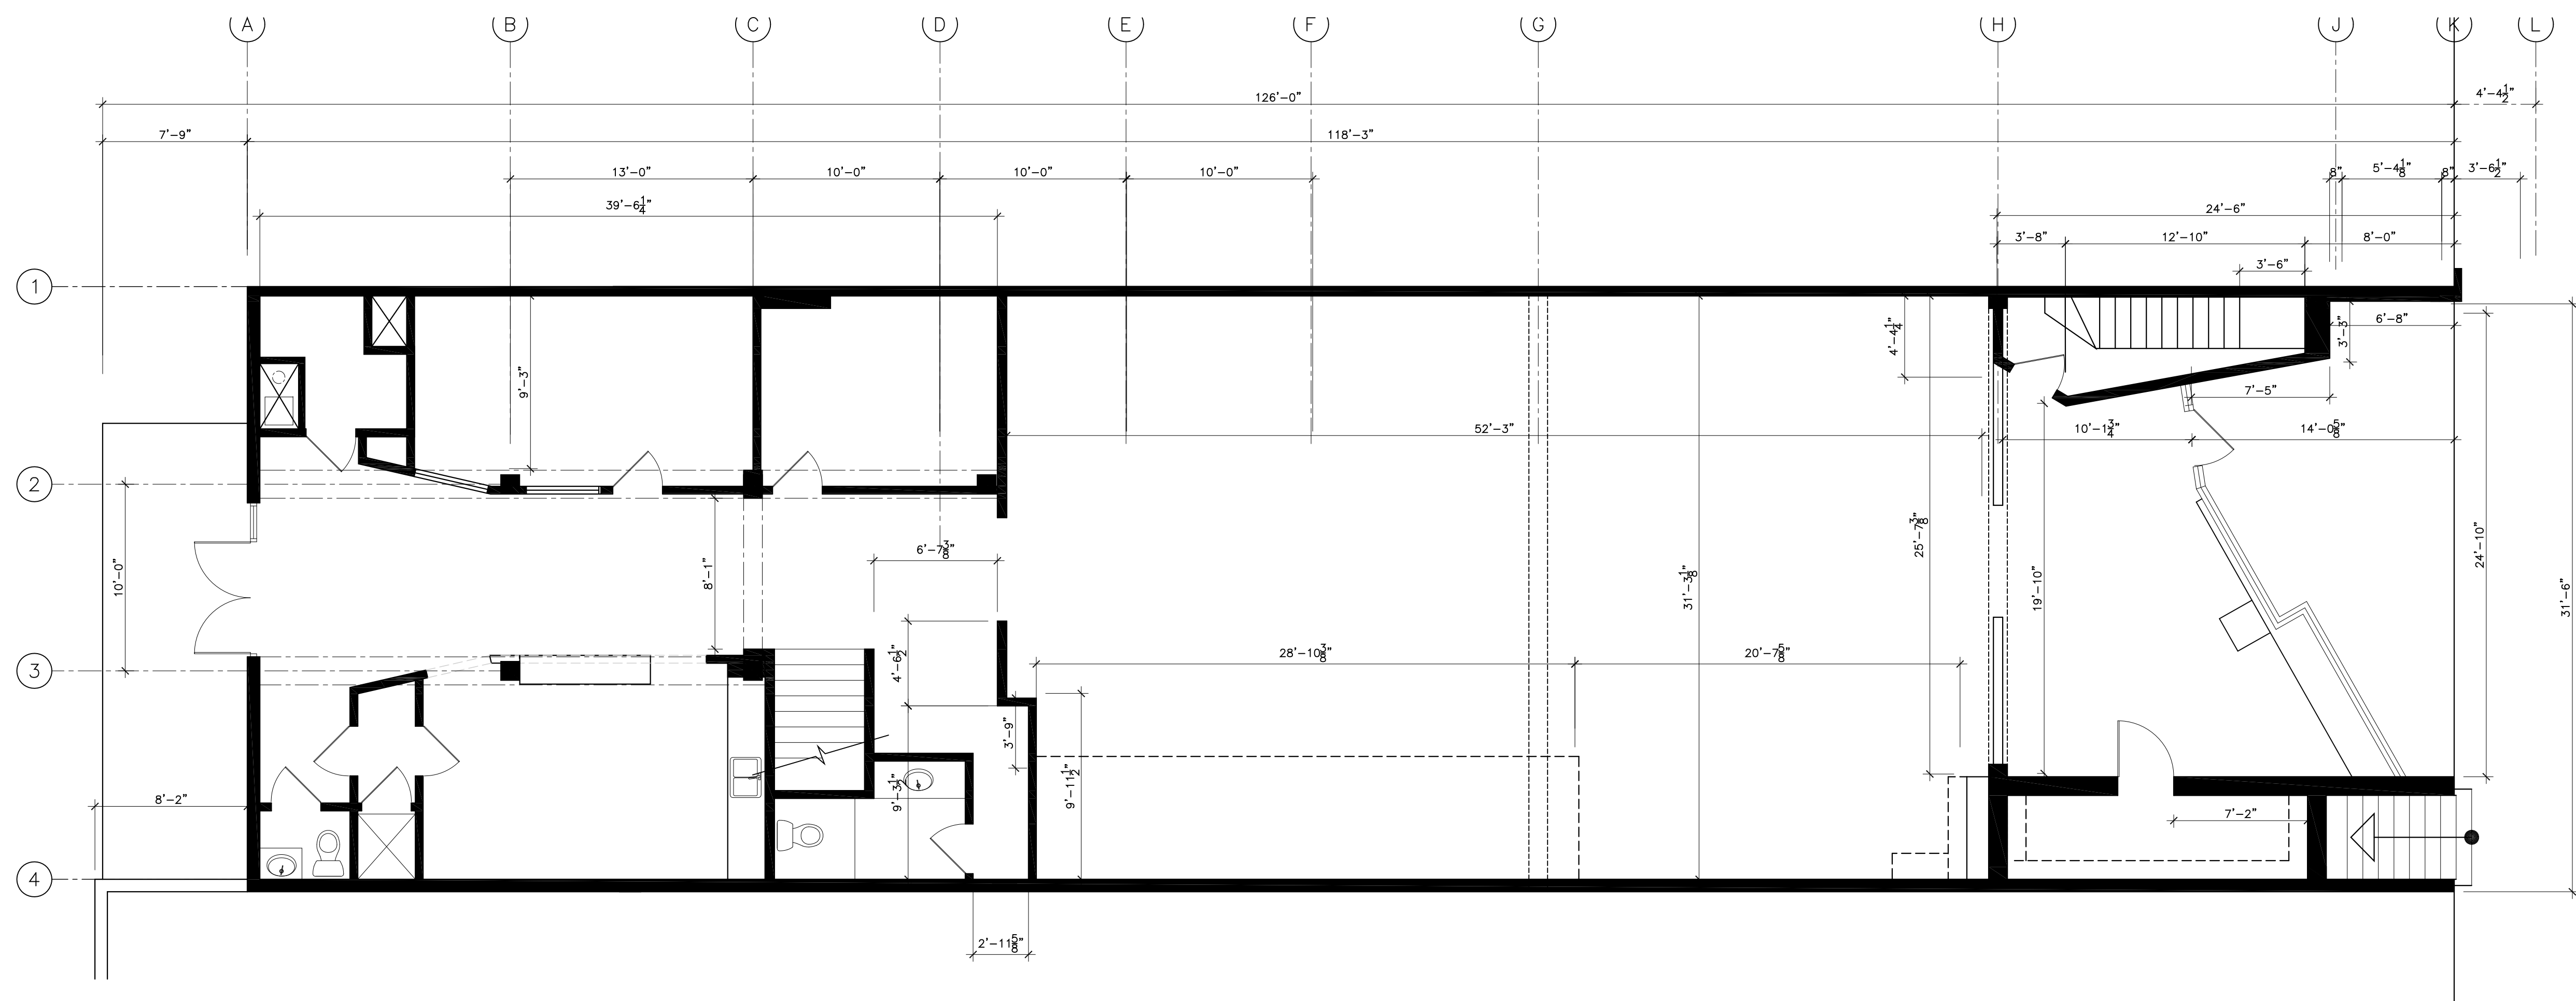 A B C D E F G H J K L
126'-0" 4'-4 1/2"
7'-9" 118'-3"
13'-0" 10'-0" 10'-0" 10'-0" 8" 5'-4 1/8" 8" 3'-6 1/2"
39'-6 1/4" 24'-6"
3'-8" 12'-10" 8'-0"
3'-6"
1
6'-8"
4'-4 1/4" 3'-3"
9'-3"
7'-5"
52'-3" 10'-1 3/4" 14'-0 5/8"
2
25'-7 3/8"
24'-10"
6'-7 3/8"
10'-0" 8'-1" 31'-3 1/8" 19'-10" 31'-6"
4'-6 1/2" 28'-10 3/8" 20'-7 5/8"
3
3'-9"
9'-3 1/2" 9'-11 1/2"
8'-2" 7'-2"
4
2'-11 5/8"